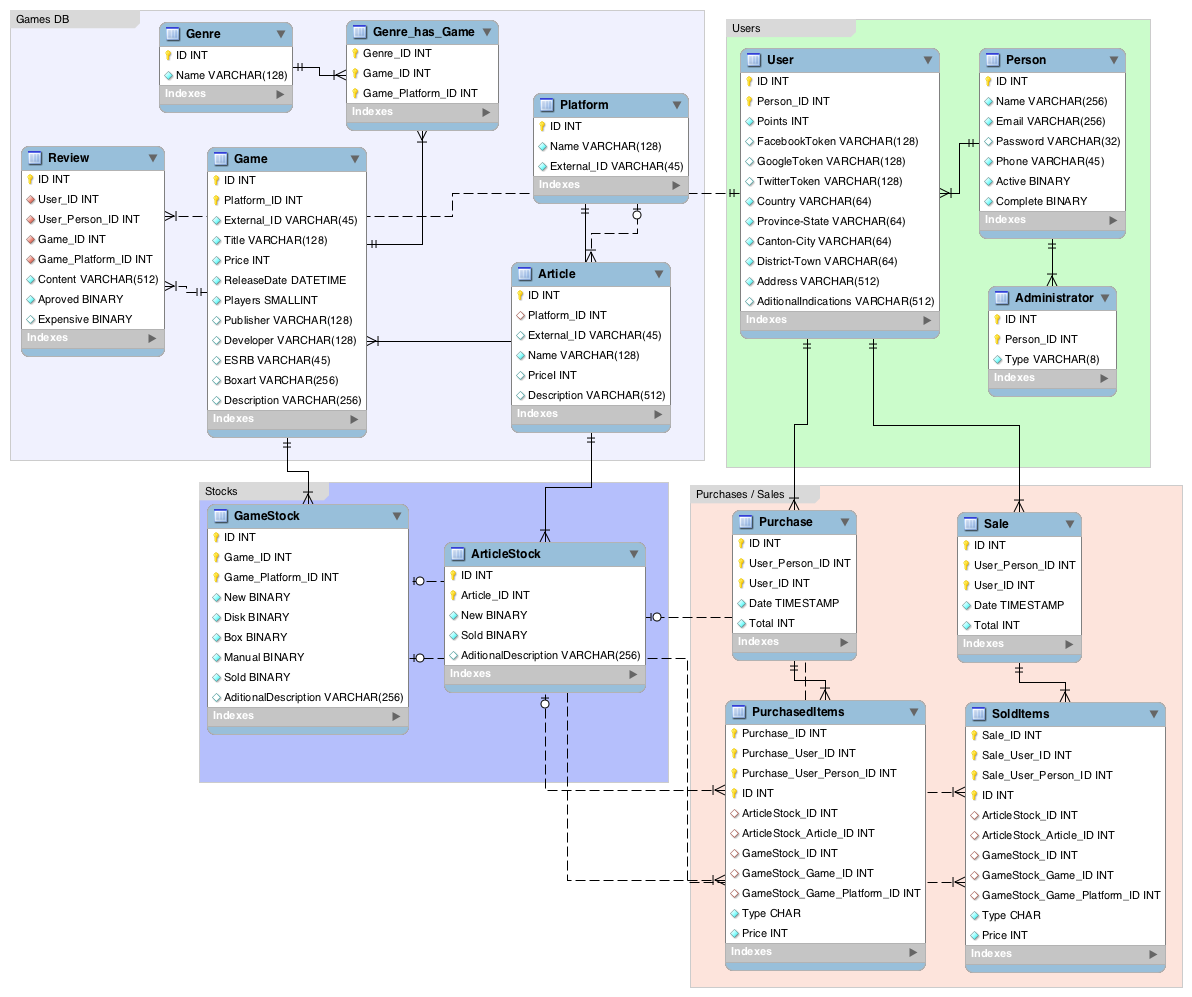 Games DB
Genre
ID INT
Name VARCHAR(128)
Indexes
Genre_has_Game
Genre_ID INT
Game_ID INT
Game_Platform_ID INT
Indexes
Platform
ID INT
Name VARCHAR(128)
External_ID VARCHAR(45)
Indexes
Review
ID INT
User_ID INT
User_Person_ID INT
Game_ID INT
Game_Platform_ID INT
Content VARCHAR(512)
Aproved BINARY
Expensive BINARY
Indexes
Game
ID INT
Platform_ID INT
External_ID VARCHAR(45)
Title VARCHAR(128)
Price INT
ReleaseDate DATETIME
Players SMALLINT
Publisher VARCHAR(128)
Developer VARCHAR(128)
ESRB VARCHAR(45)
Boxart VARCHAR(256)
Description VARCHAR(256)
Indexes
Article
ID INT
Platform_ID INT
External_ID VARCHAR(45)
Name VARCHAR(128)
PriceI INT
Description VARCHAR(512)
Indexes
Users
User
ID INT
Person_ID INT
Points INT
FacebookToken VARCHAR(128)
GoogleToken VARCHAR(128)
TwitterToken VARCHAR(128)
Country VARCHAR(64)
Province-State VARCHAR(64)
Canton-City VARCHAR(64)
District-Town VARCHAR(64)
Address VARCHAR(512)
AditionalIndications VARCHAR(512)
Indexes
Person
ID INT
Name VARCHAR(256)
Email VARCHAR(256)
Password VARCHAR(32)
Phone VARCHAR(45)
Active BINARY
Complete BINARY
Indexes
Administrator
ID INT
Person_ID INT
Type VARCHAR(8)
Indexes
Stocks
GameStock
ID INT
Game_ID INT
Game_Platform_ID INT
New BINARY
Disk BINARY
Box BINARY
Manual BINARY
Sold BINARY
AditionalDescription VARCHAR(256)
Indexes
ArticleStock
ID INT
Article_ID INT
New BINARY
Sold BINARY
AditionalDescription VARCHAR(256)
Indexes
Purchases / Sales
Purchase
ID INT
User_Person_ID INT
User_ID INT
Date TIMESTAMP
Total INT
Indexes
Sale
ID INT
User_Person_ID INT
User_ID INT
Date TIMESTAMP
Total INT
Indexes
PurchasedItems
Purchase_ID INT
Purchase_User_ID INT
Purchase_User_Person_ID INT
ID INT
ArticleStock_ID INT
ArticleStock_Article_ID INT
GameStock_ID INT
GameStock_Game_ID INT
GameStock_Game_Platform_ID INT
Type CHAR
Price INT
Indexes
SoldItems
Sale_ID INT
Sale_User_ID INT
Sale_User_Person_ID INT
ID INT
ArticleStock_ID INT
ArticleStock_Article_ID INT
GameStock_ID INT
GameStock_Game_ID INT
GameStock_Game_Platform_ID INT
Type CHAR
Price INT
Indexes